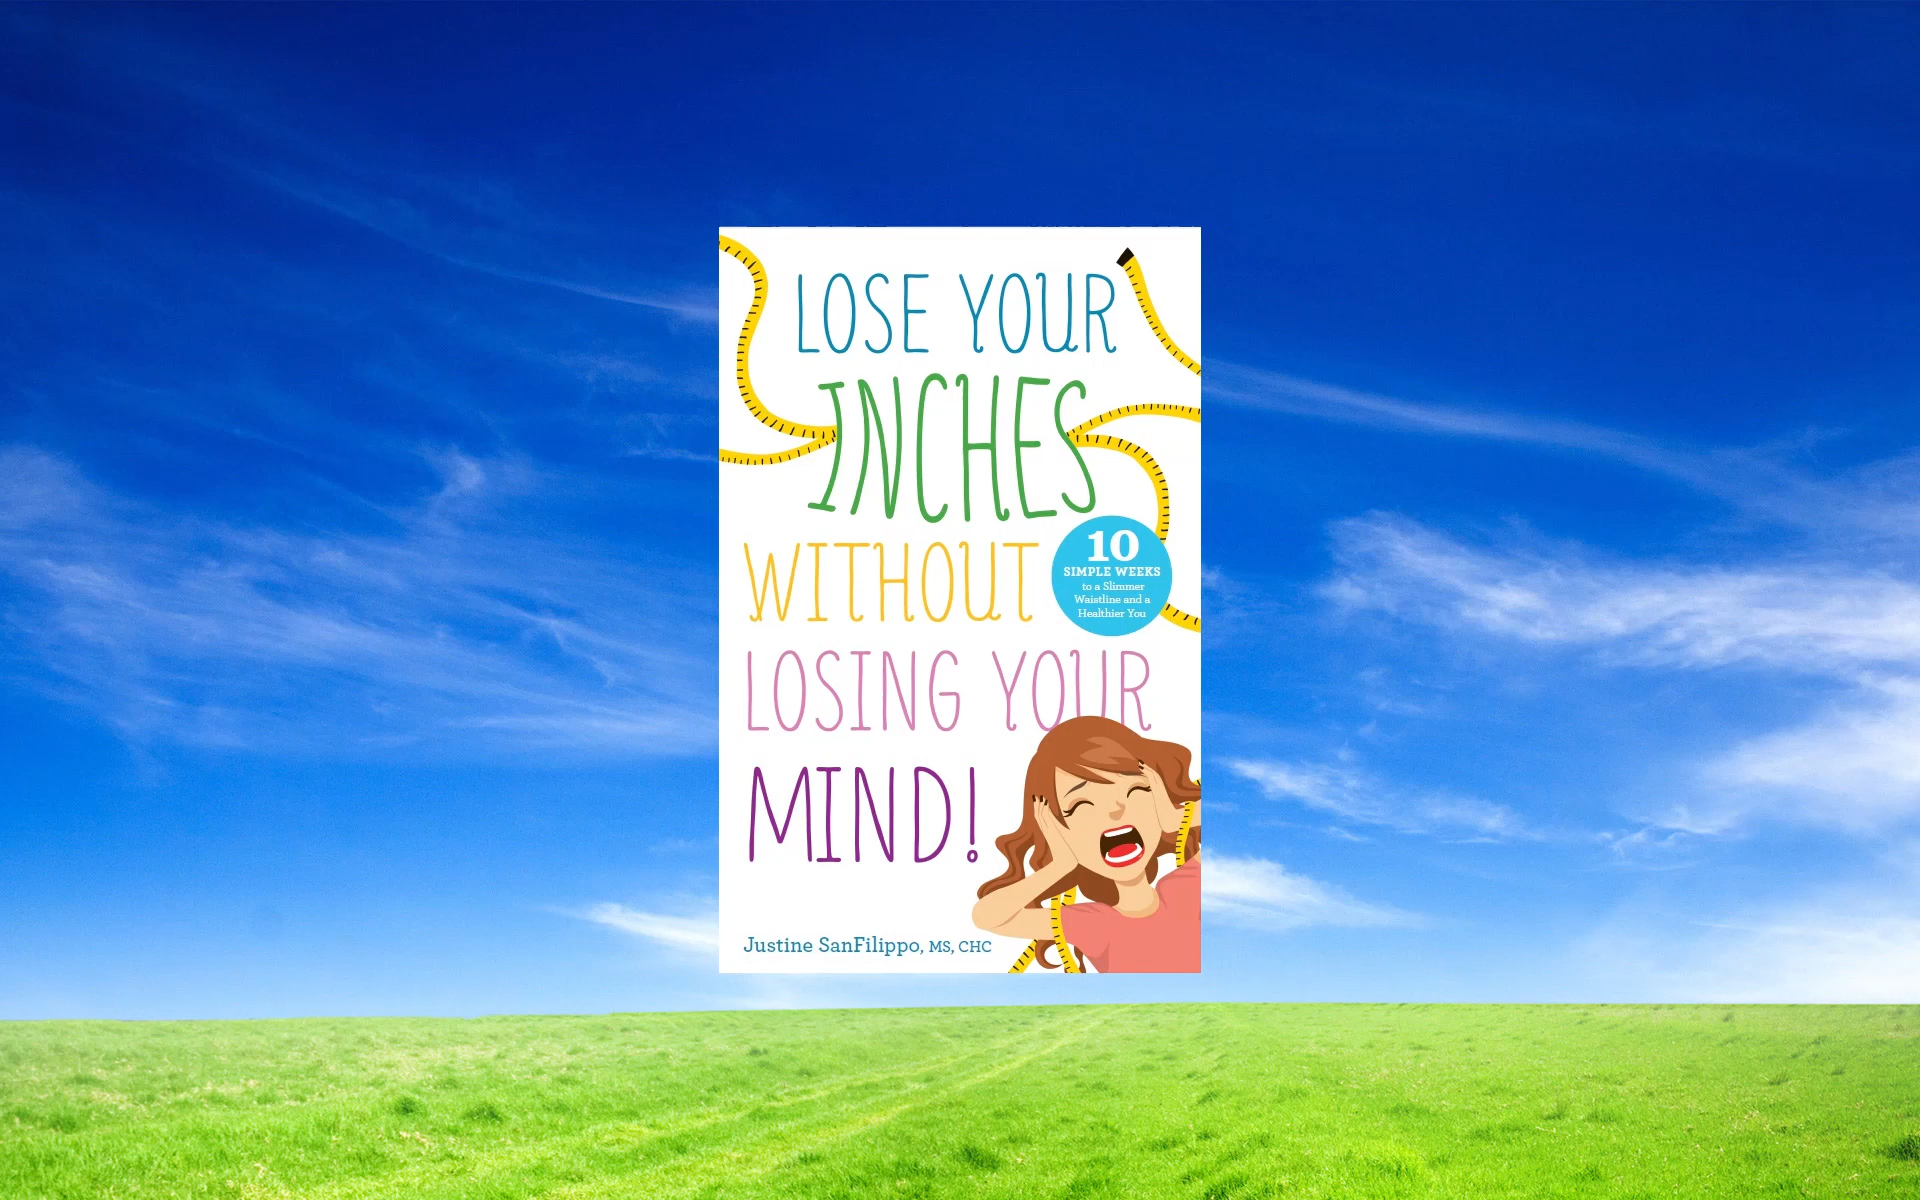 LOSE YOUR
INCHES
WITHOUT
10
SIMPLE WEEKS
to a Slimmer
Waistline and a
Healthier You
LOSING YOUR
MIND!
Justine SanFilippo, MS, CHC